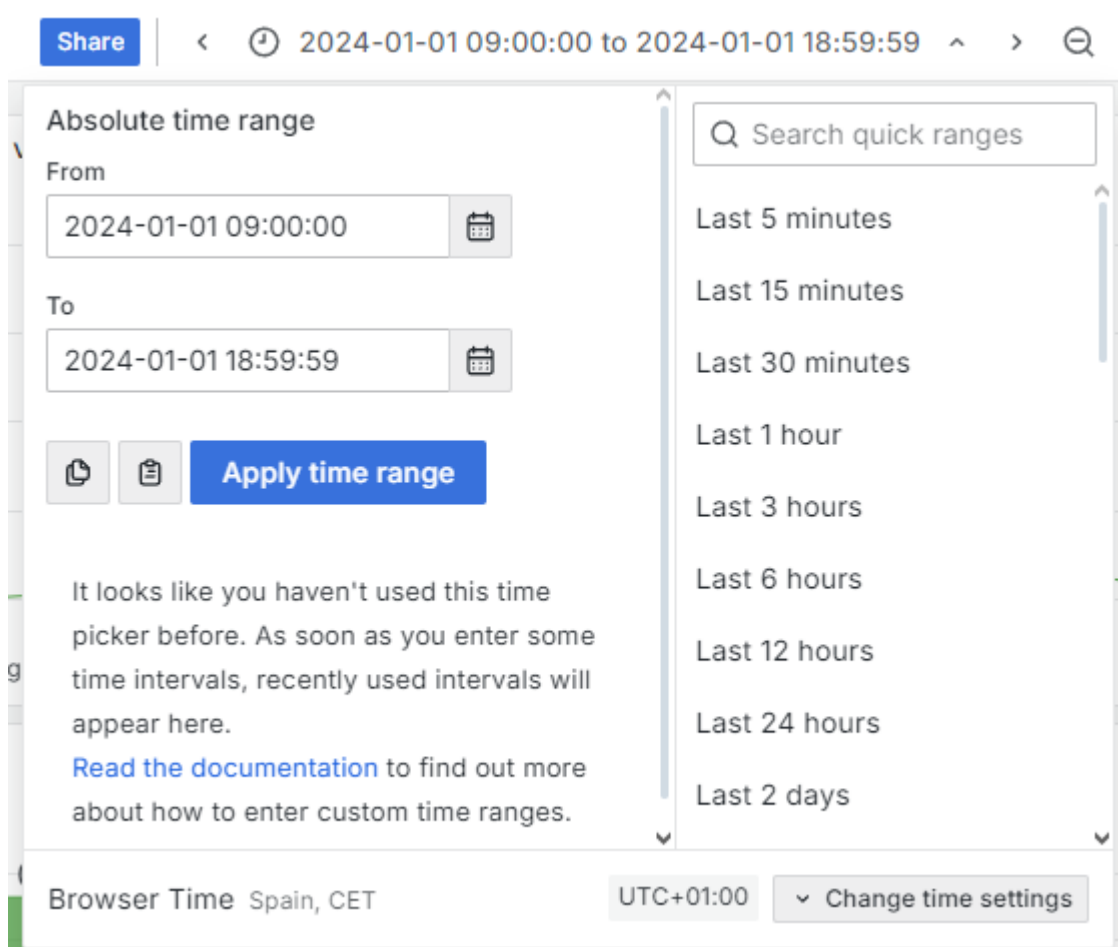 Share
2024-01-01 09:00:00 to 2024-01-01 18:59:59
Absolute time range
From
2024-01-01 09:00:00
To
2024-01-01 18:59:59
Apply time range
It looks like you haven't used this time
picker before. As soon as you enter some
time intervals, recently used intervals will
appear here.
Read the documentation to find out more
about how to enter custom time ranges.
Search quick ranges
Last 5 minutes
Last 15 minutes
Last 30 minutes
Last 1 hour
Last 3 hours
Last 6 hours
Last 12 hours
Last 24 hours
Last 2 days
Browser Time Spain, CET
UTC+01:00
Change time settings